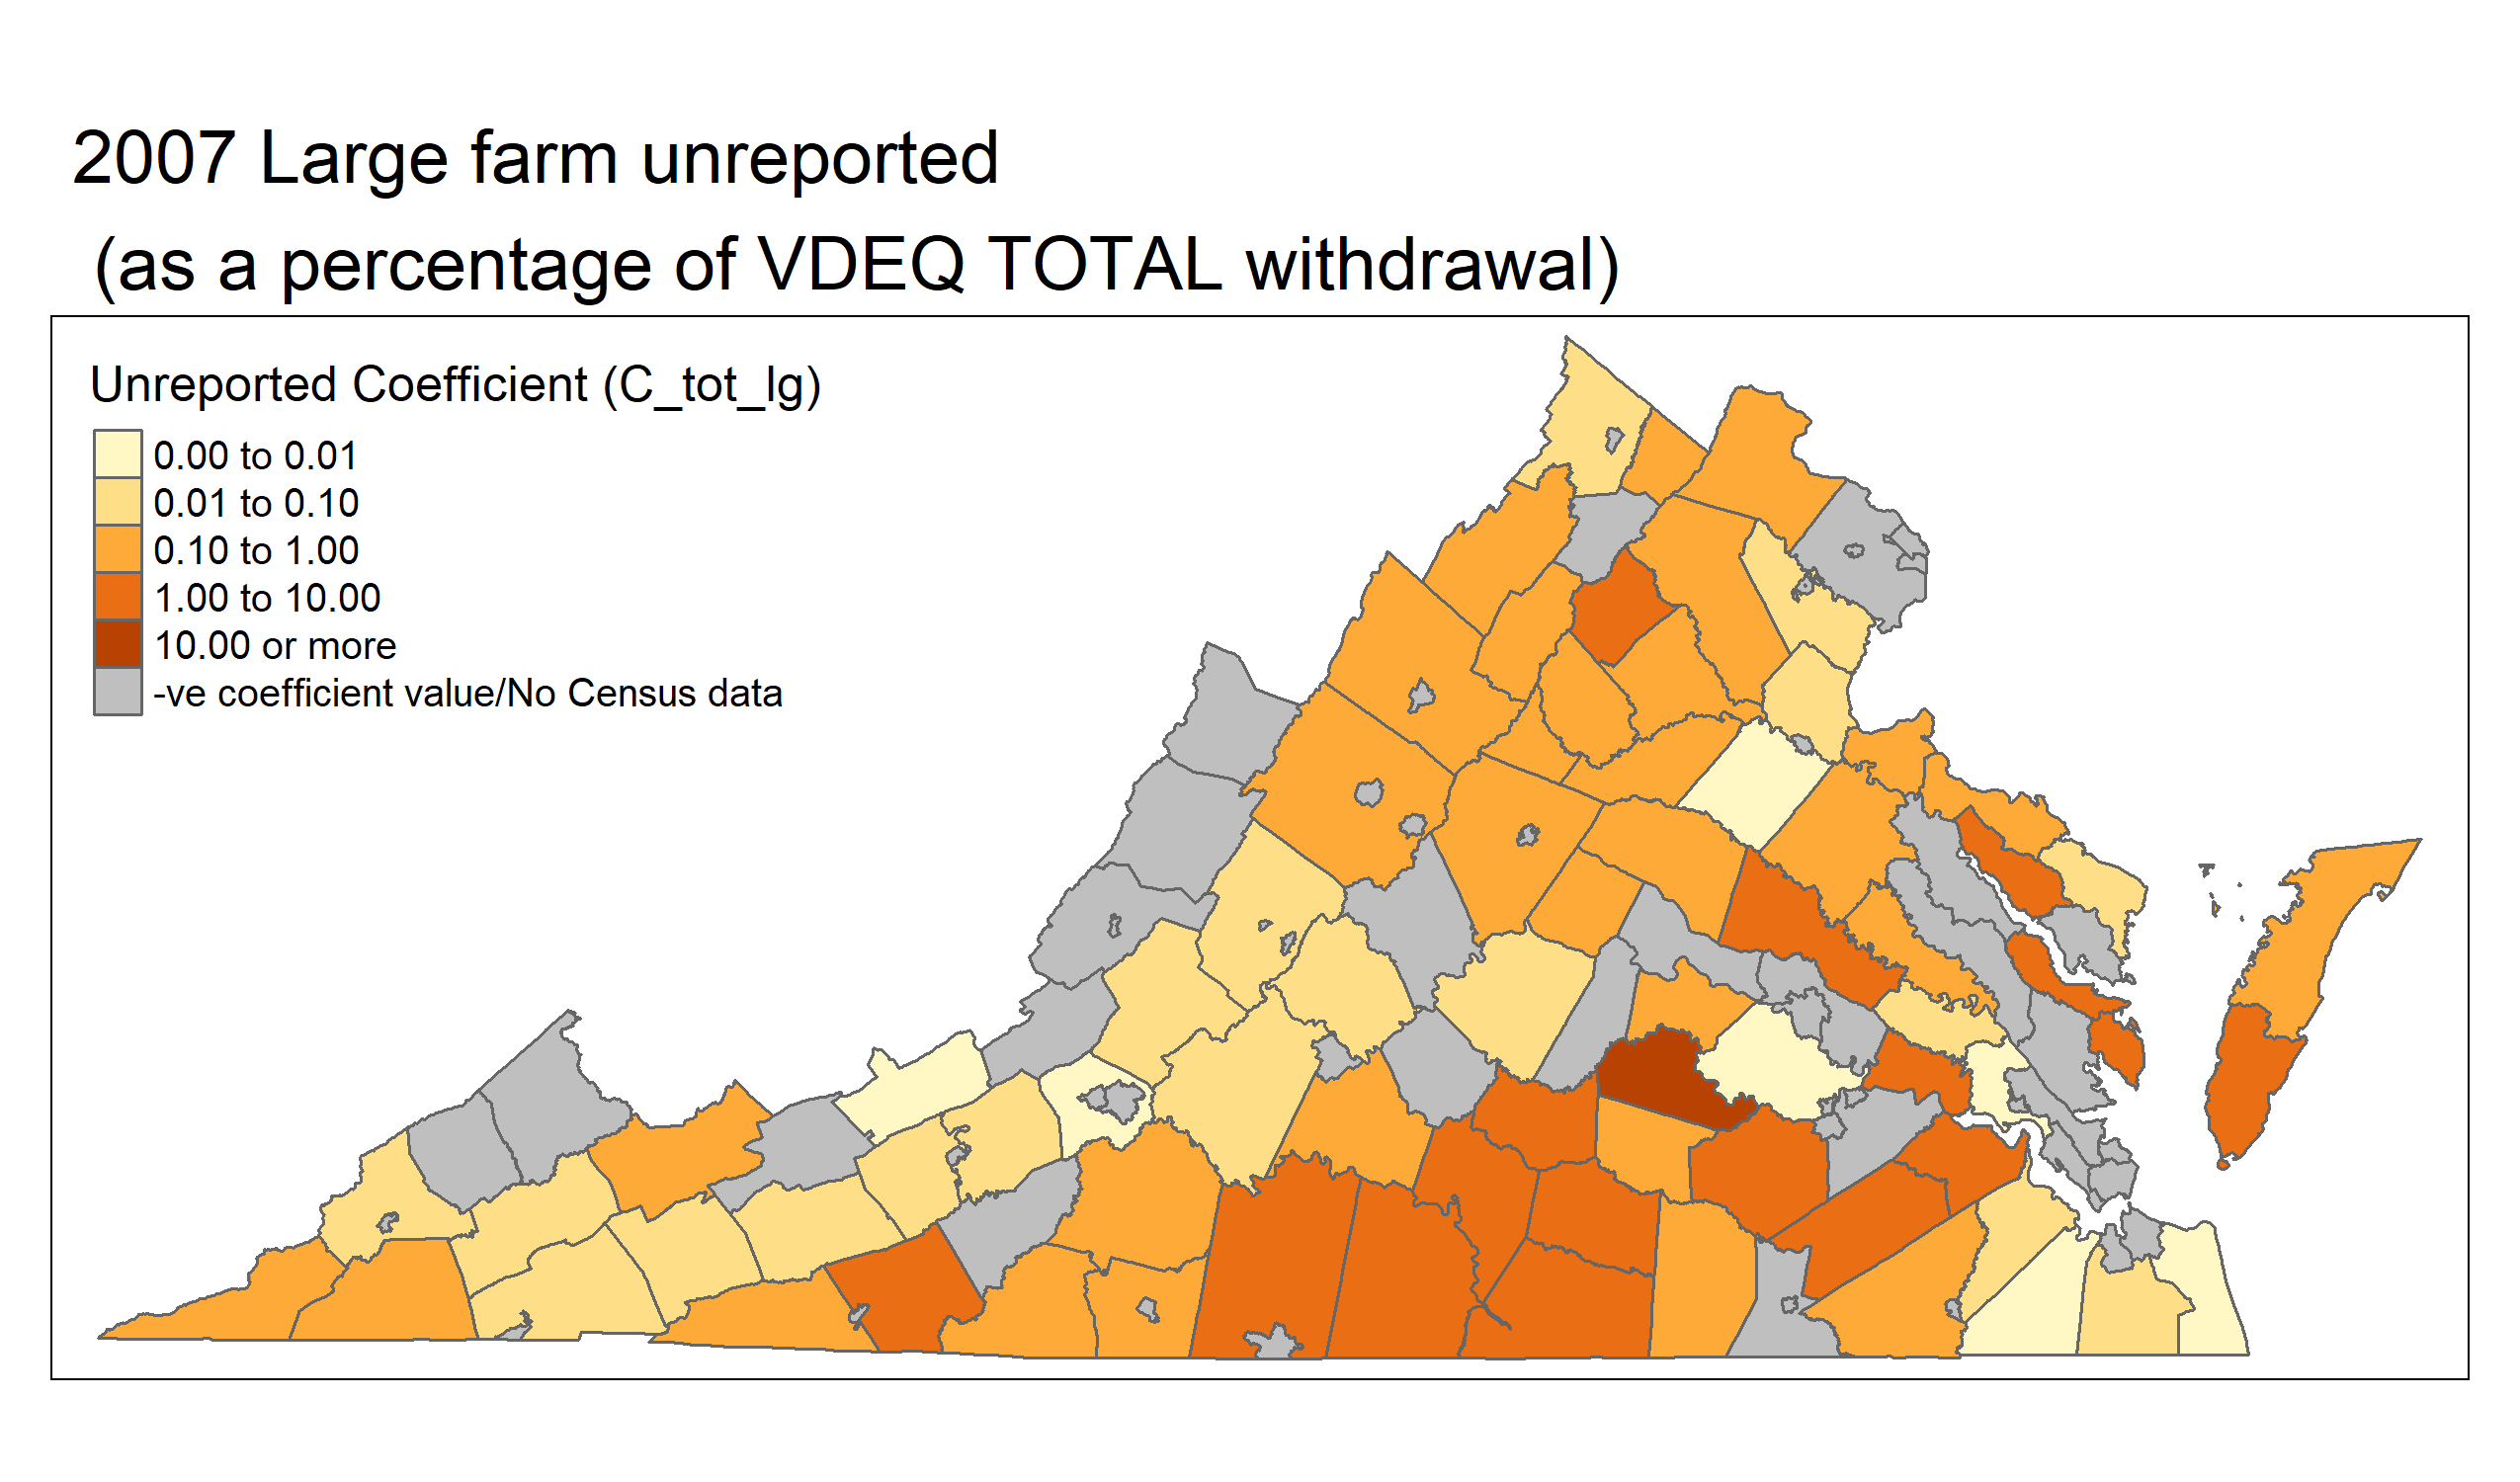 2007 Large farm unreported
(as a percentage of VDEQ TOTAL withdrawal)
Unreported Coefficient (C_tot_lg)
0.00 to 0.01
0.01 to 0.10
0.10 to 1.00
1.00 to 10.00
10.00 or more
-ve coefficient value/No Census data